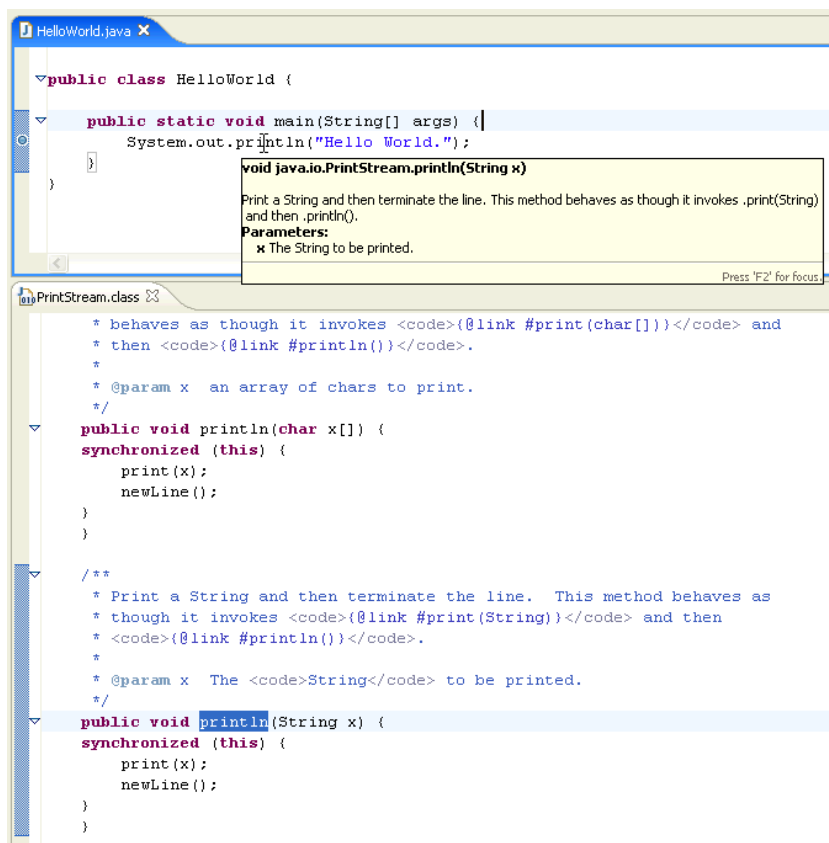 HelloWorld.java
public class HelloWorld {
public static void main(String[] args) {
System.out.println("Hello World.");
}
}
void java.io.PrintStream.println(String x)
Print a String and then terminate the line. This method behaves as though it invokes .print(String)
and then .println().
Parameters:
x The String to be printed.
Press 'F2' for focus.
PrintStream.class
* behaves as though it invokes <code>{@link #print(char[])}</code> and
* then <code>{@link #println()}</code>.
*
* @param x  an array of chars to print.
*/
public void println(char x[]) {
synchronized (this) {
print(x);
newLine();
}
}
/**
* Print a String and then terminate the line.  This method behaves as
* though it invokes <code>{@link #print(String)}</code> and then
* <code>{@link #println()}</code>.
*
* @param x  The <code>String</code> to be printed.
*/
public void println(String x) {
synchronized (this) {
print(x);
newLine();
}
}